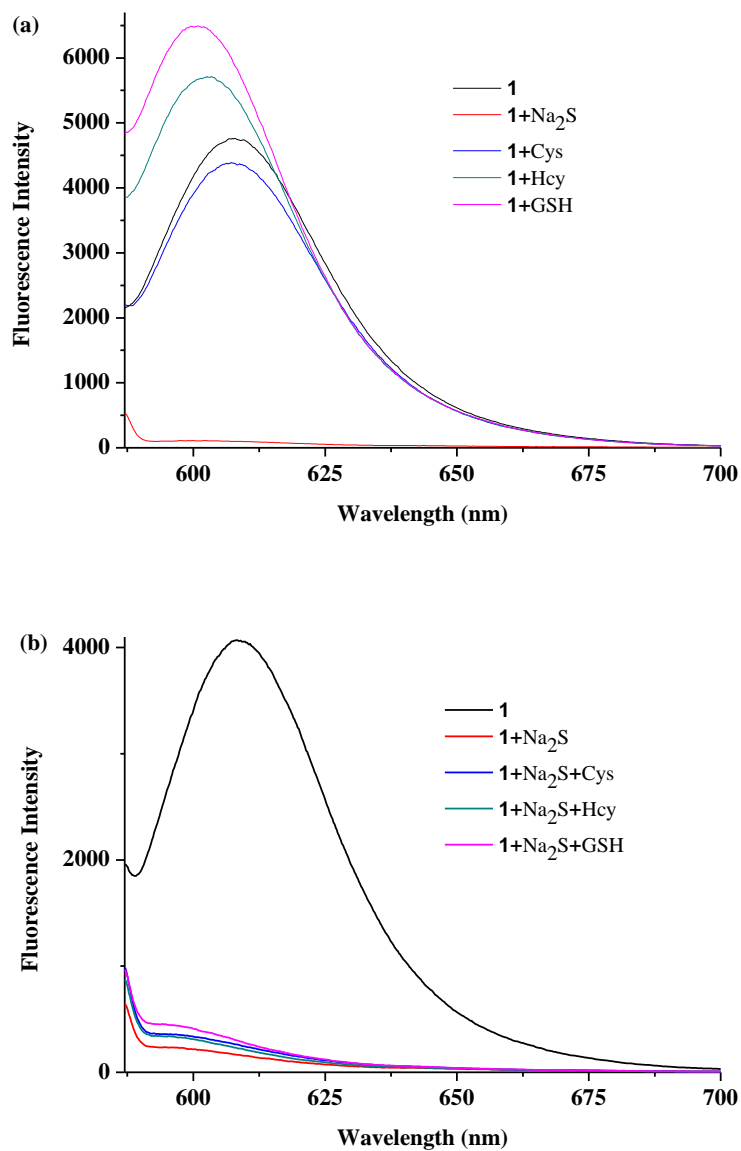 (a)
6000
5000
4000
3000
2000
1000
0
Fluorescence Intensity
1
1+Na₂S
1+Cys
1+Hcy
1+GSH
600
625
650
675
700
Wavelength (nm)
(b)
4000
2000
0
Fluorescence Intensity
1
1+Na₂S
1+Na₂S+Cys
1+Na₂S+Hcy
1+Na₂S+GSH
600
625
650
675
700
Wavelength (nm)